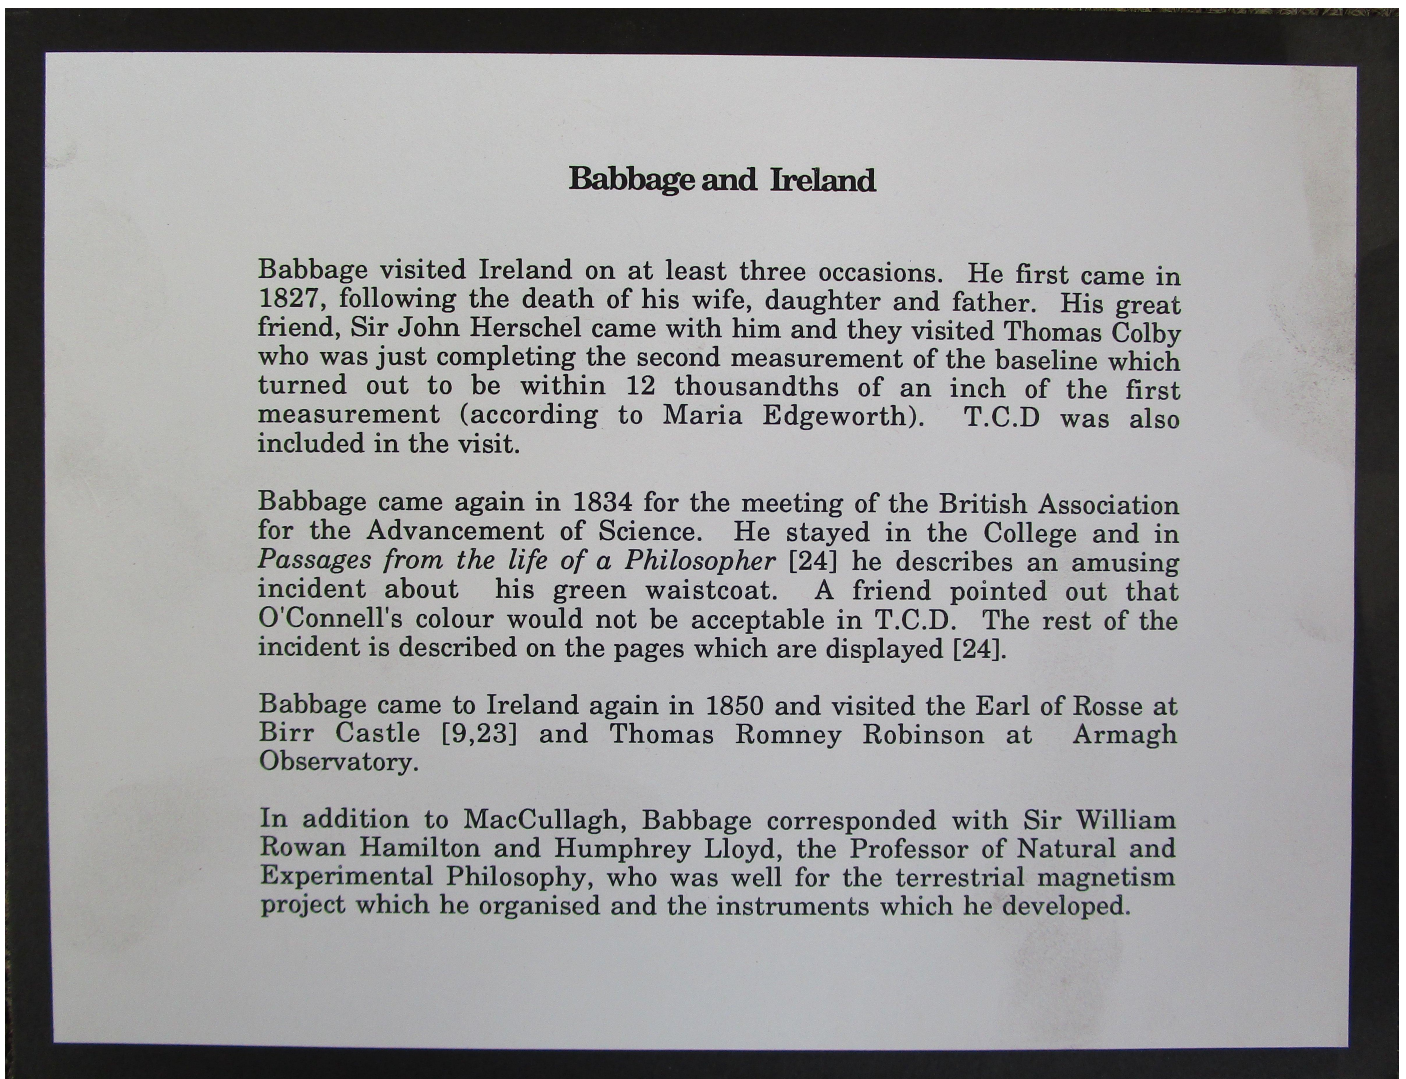 Babbage and Ireland
Babbage visited Ireland on at least three occasions. He first came in
1827, following the death of his wife, daughter and father. His great
friend, Sir John Herschel came with him and they visited Thomas Colby
who was just completing the second measurement of the baseline which
turned out to be within 12 thousandths of an inch of the first
measurement (according to Maria Edgeworth). T.C.D was also
included in the visit.
Babbage came again in 1834 for the meeting of the British Association
for the Advancement of Science. He stayed in the College and in
Passages from the life of a Philosopher [24] he describes an amusing
incident about his green waistcoat. A friend pointed out that
O'Connell's colour would not be acceptable in T.C.D. The rest of the
incident is described on the pages which are displayed [24].
Babbage came to Ireland again in 1850 and visited the Earl of Rosse at
Birr Castle [9,23] and Thomas Romney Robinson at Armagh
Observatory.
In addition to MacCullagh, Babbage corresponded with Sir William
Rowan Hamilton and Humphrey Lloyd, the Professor of Natural and
Experimental Philosophy, who was well for the terrestrial magnetism
project which he organised and the instruments which he developed.